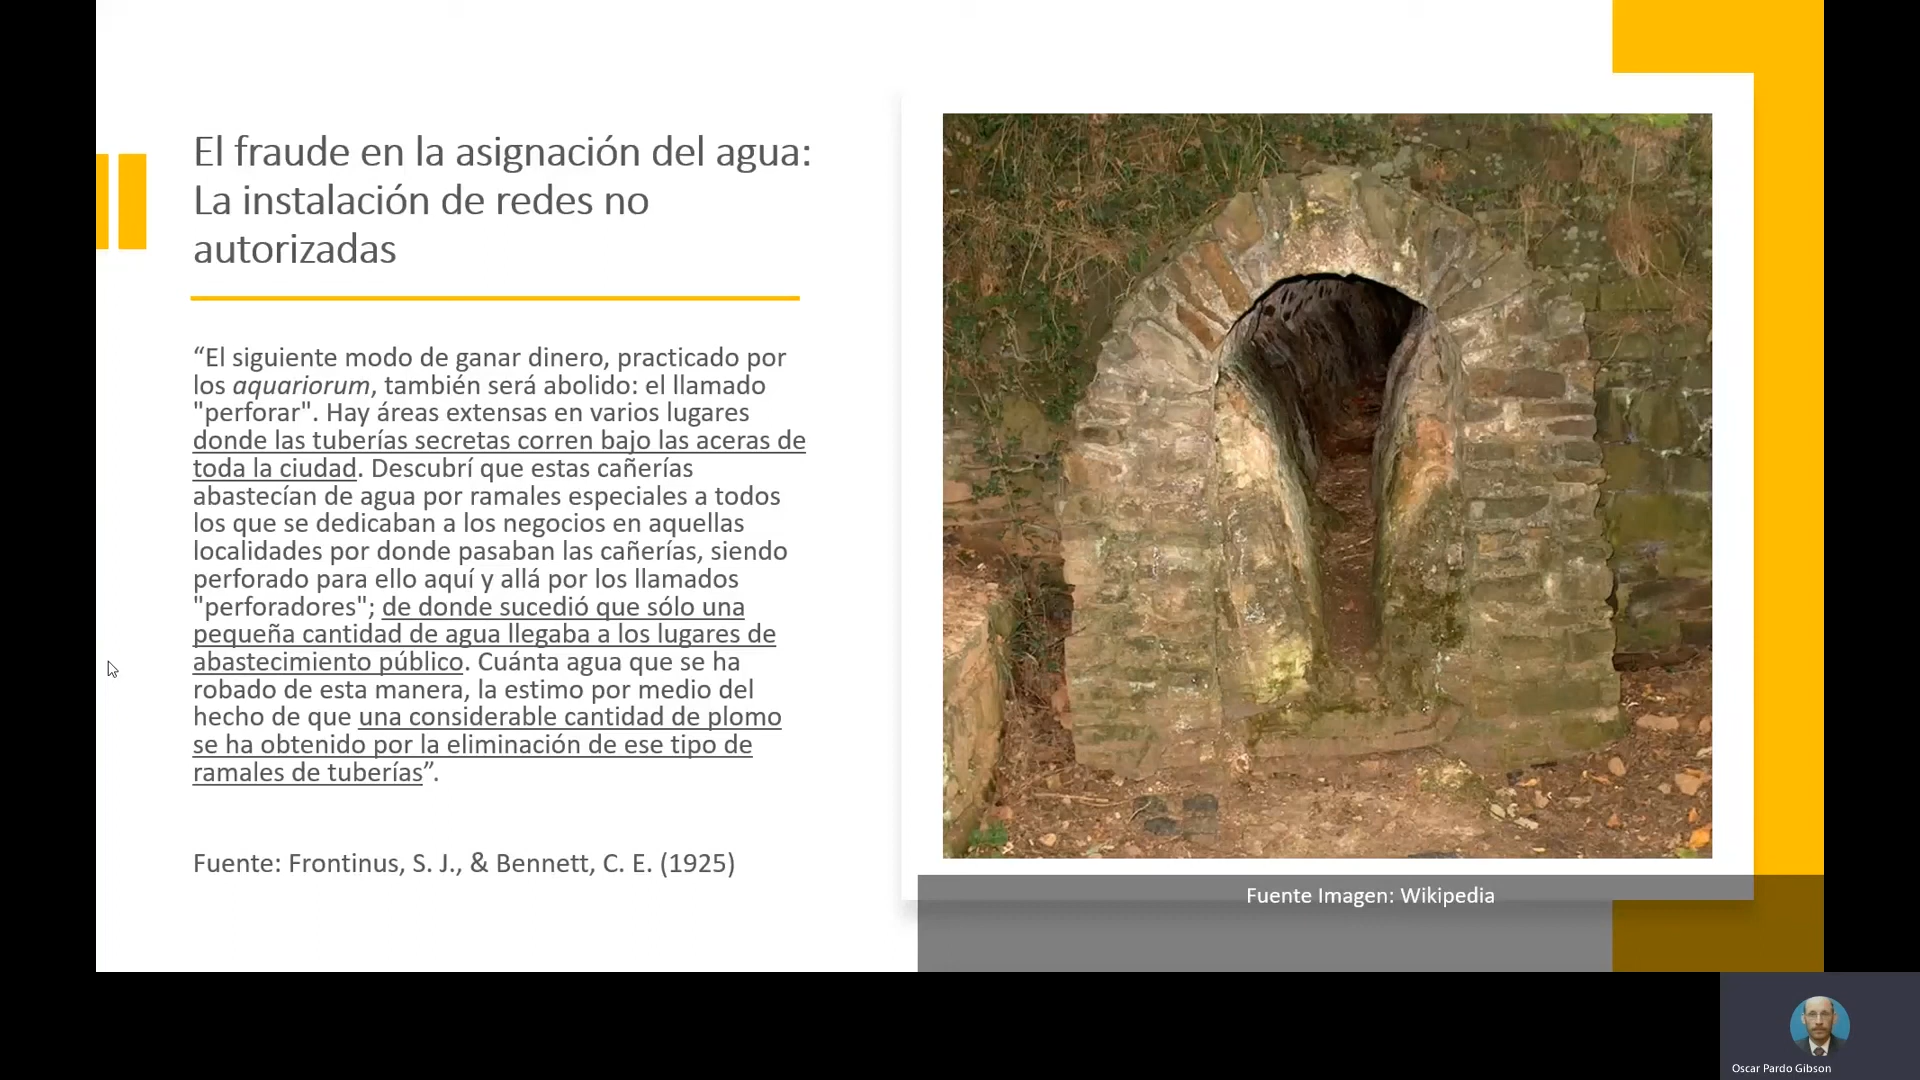 El fraude en la asignación del agua:
La instalación de redes no
autorizadas
“El siguiente modo de ganar dinero, practicado por
los aquariorum, también será abolido: el llamado
"perforar". Hay áreas extensas en varios lugares
donde las tuberías secretas corren bajo las aceras de
toda la ciudad. Descubrí que estas cañerías
abastecían de agua por ramales especiales a todos
los que se dedicaban a los negocios en aquellas
localidades por donde pasaban las cañerías, siendo
perforado para ello aquí y allá por los llamados
"perforadores"; de donde sucedió que sólo una
pequeña cantidad de agua llegaba a los lugares de
abastecimiento público. Cuánta agua que se ha
robado de esta manera, la estimo por medio del
hecho de que una considerable cantidad de plomo
se ha obtenido por la eliminación de ese tipo de
ramales de tuberías”.
Fuente: Frontinus, S. J., & Bennett, C. E. (1925)
Fuente Imagen: Wikipedia
Oscar Pardo Gibson